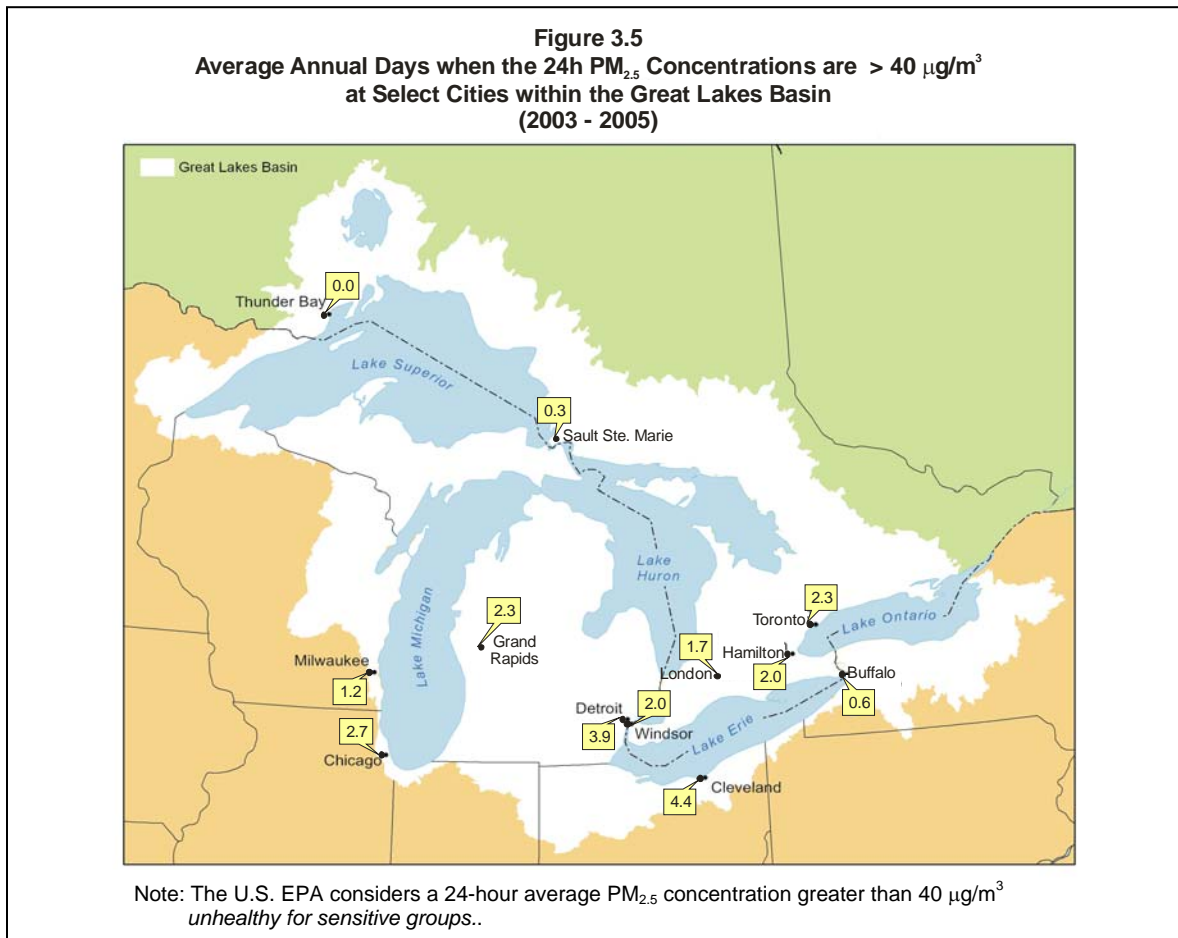 Figure 3.5
Average Annual Days when the 24h PM2.5 Concentrations are > 40 μg/m3
at Select Cities within the Great Lakes Basin
(2003 - 2005)
Great Lakes Basin
0.0
Thunder Bay
Lake Superior
0.3
Sault Ste. Marie
Lake Michigan
Lake
Huron
2.3
Grand
Rapids
2.3
Toronto
Lake Ontario
Milwaukee
1.2
1.7
London
Hamilton
2.0
Buffalo
0.6
2.7
Chicago
Detroit
3.9
2.0
Windsor
Lake Erie
4.4
Cleveland
Note: The U.S. EPA considers a 24-hour average PM2.5 concentration greater than 40 μg/m3
unhealthy for sensitive groups..